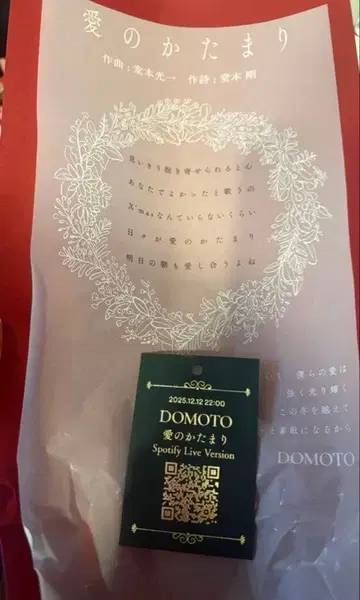 愛のかたまり
作曲：堂本光一　作詩：堂本 剛
思いきり抱き寄せられると心
あなたでよかったと歌うの
X'masなんていらないくらい
日々が愛のかたまり
明日の朝も愛し合うよね
僕らの愛は
強く光り輝く
この冬を越えて
と素敵になるから
DOMOTO
2025.12.12 22:00
DOMOTO
愛のかたまり
Spotify Live Version